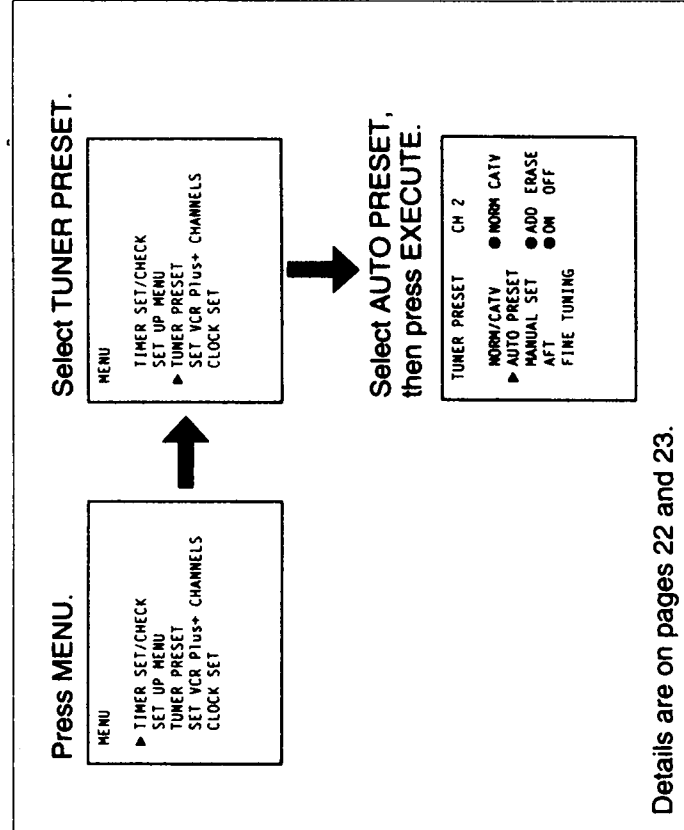 Press MENU.
MENU
▶ TIMER SET/CHECK
SET UP MENU
TUNER PRESET
SET VCR Plus+ CHANNELS
CLOCK SET
Select TUNER PRESET.
MENU
TIMER SET/CHECK
SET UP MENU
▶ TUNER PRESET
SET VCR Plus+ CHANNELS
CLOCK SET
Select AUTO PRESET,
then press EXECUTE.
TUNER PRESET CH 2
NORM/CATV ●NORM CATV
▶ AUTO PRESET
MANUAL SET ●ADD ERASE
AFT ●ON OFF
FINE TUNING
Details are on pages 22 and 23.